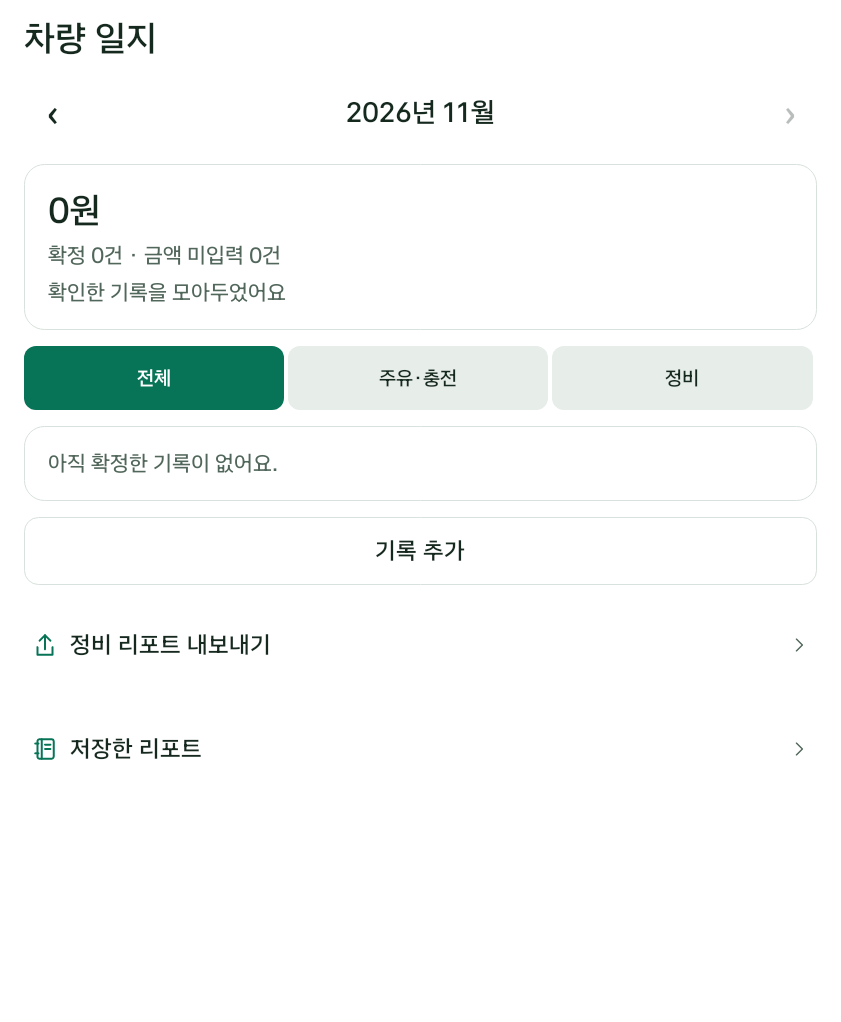 차량 일지
2026년 11월
0원
확정 0건 · 금액 미입력 0건
확인한 기록을 모아두었어요
전체
주유·충전
정비
아직 확정한 기록이 없어요.
기록 추가
정비 리포트 내보내기
저장한 리포트